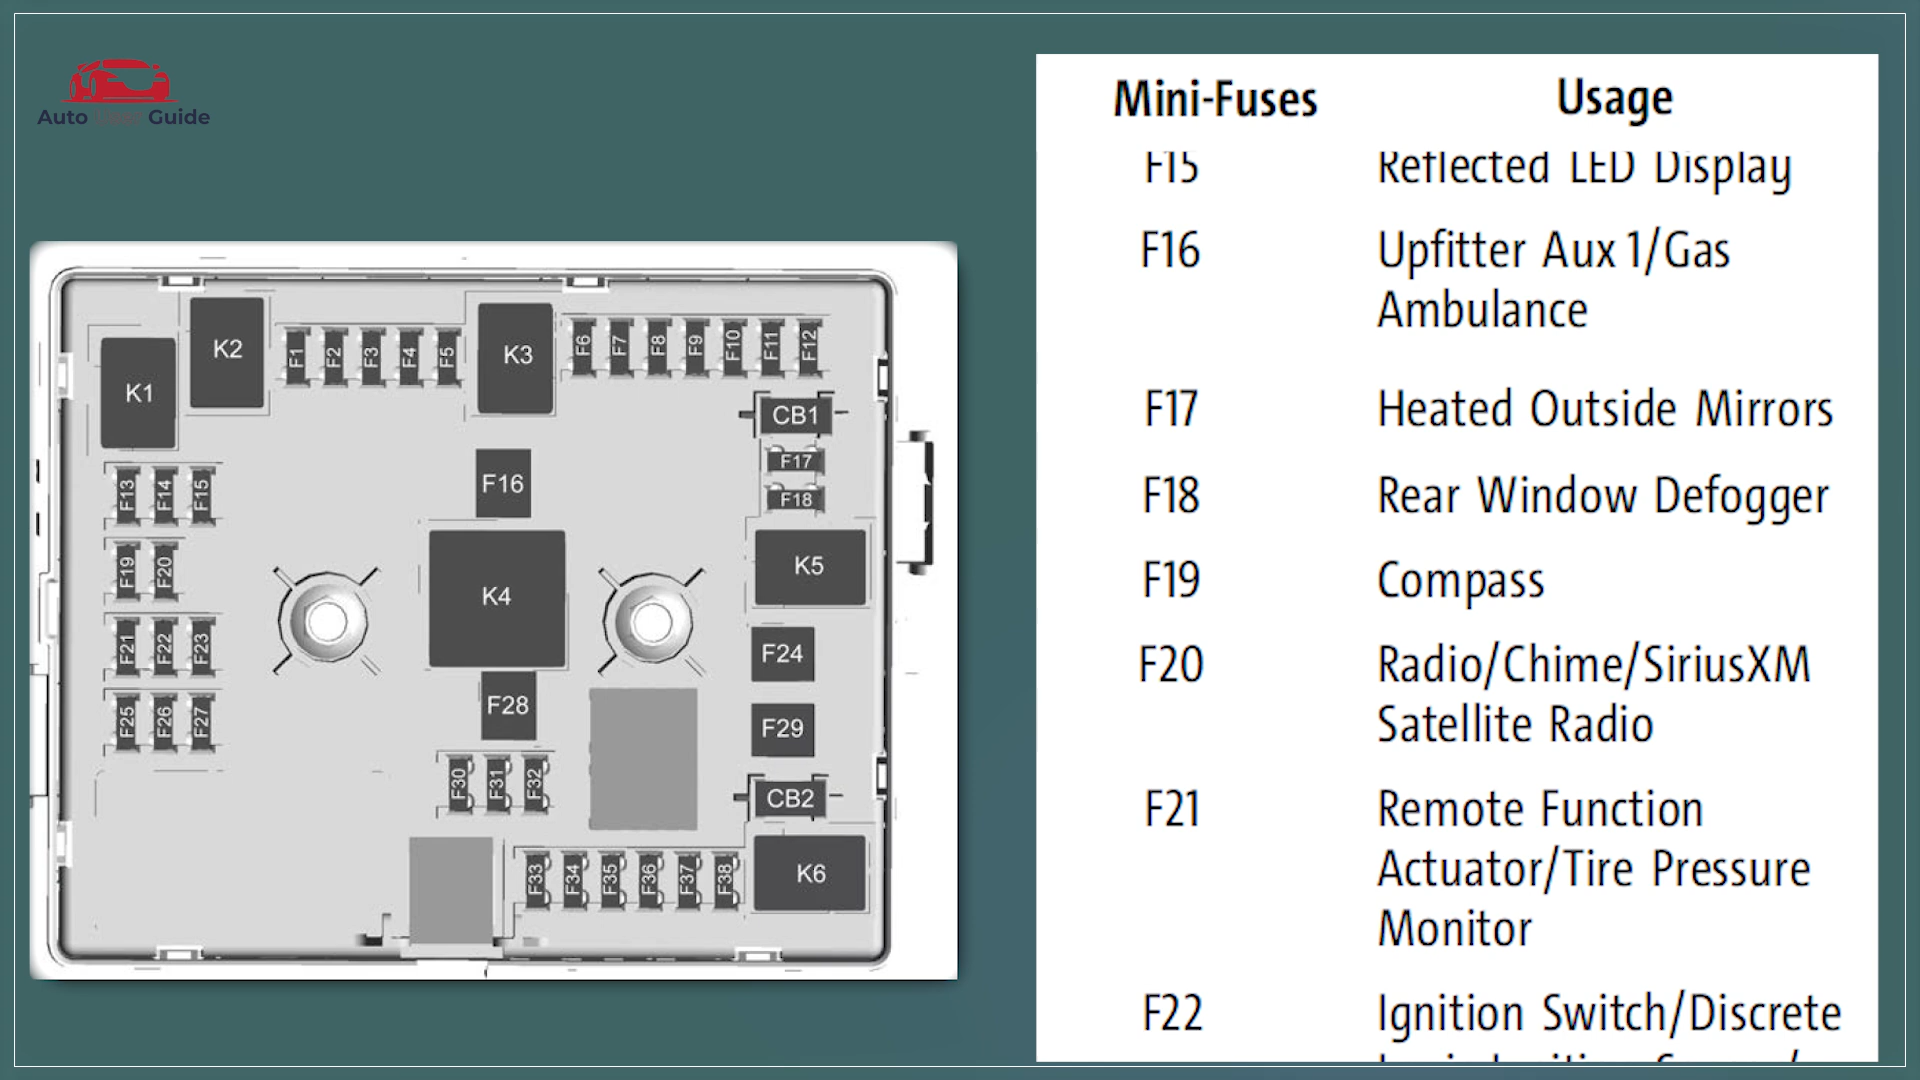 Auto User Guide
K1
K2
F1 F2 F3 F4 F5
K3
F6 F7 F8 F9 F10 F11 F12
CB1
F17
F18
F13 F14 F15
F16
F19 F20
K4
K5
F21 F22 F23
F24
F25 F26 F27
F28
F29
F30 F31 F32
CB2
F33 F34 F35 F36 F37 F38
K6
Mini-Fuses Usage
F15 Reflected LED Display
F16 Upfitter Aux 1/Gas
Ambulance
F17 Heated Outside Mirrors
F18 Rear Window Defogger
F19 Compass
F20 Radio/Chime/SiriusXM
Satellite Radio
F21 Remote Function
Actuator/Tire Pressure
Monitor
F22 Ignition Switch/Discrete